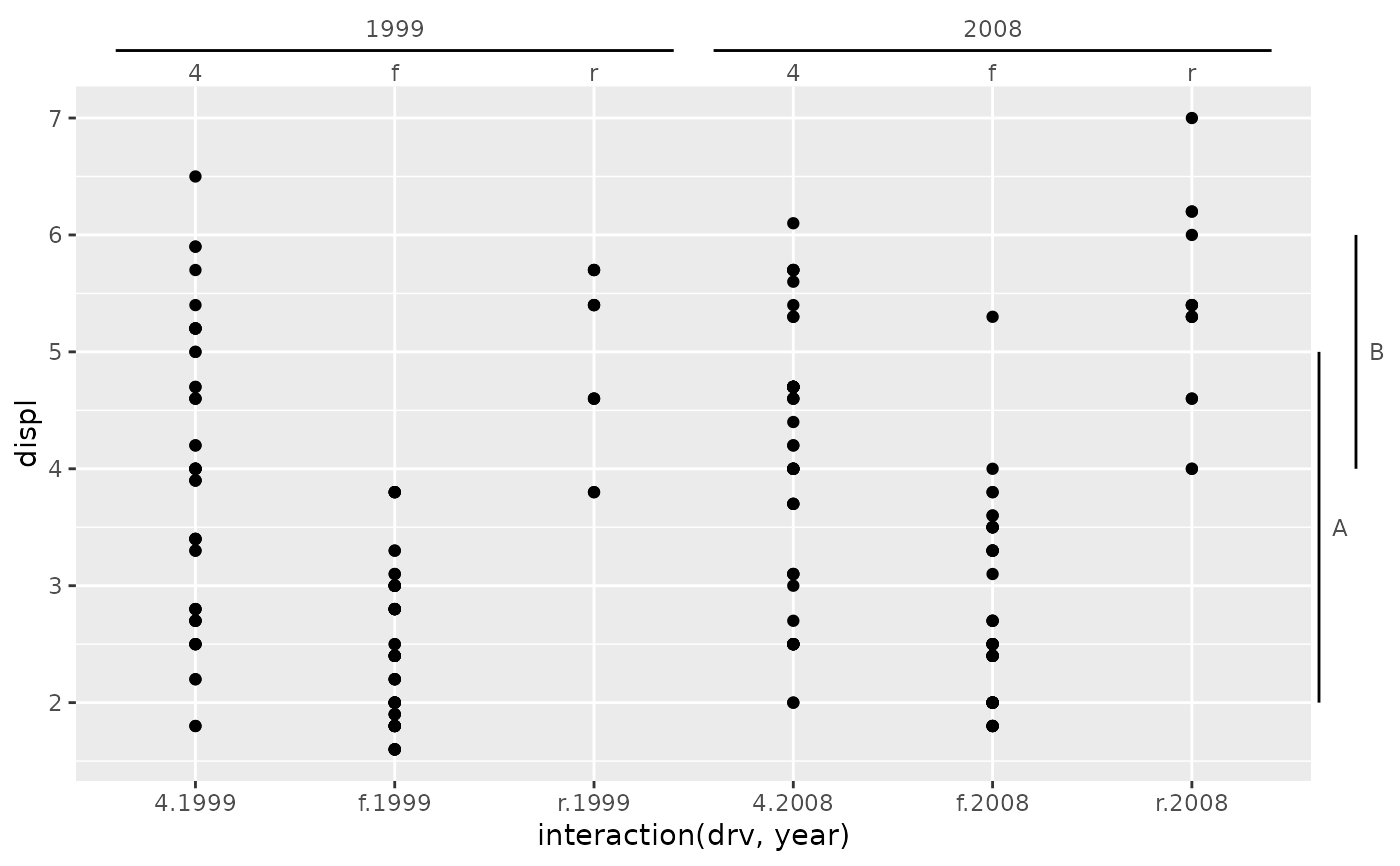 1999 2008
4 f r 4 f r
7
6
5
4
3
2
displ
B
A
4.1999 f.1999 r.1999 4.2008 f.2008 r.2008
interaction(drv, year)